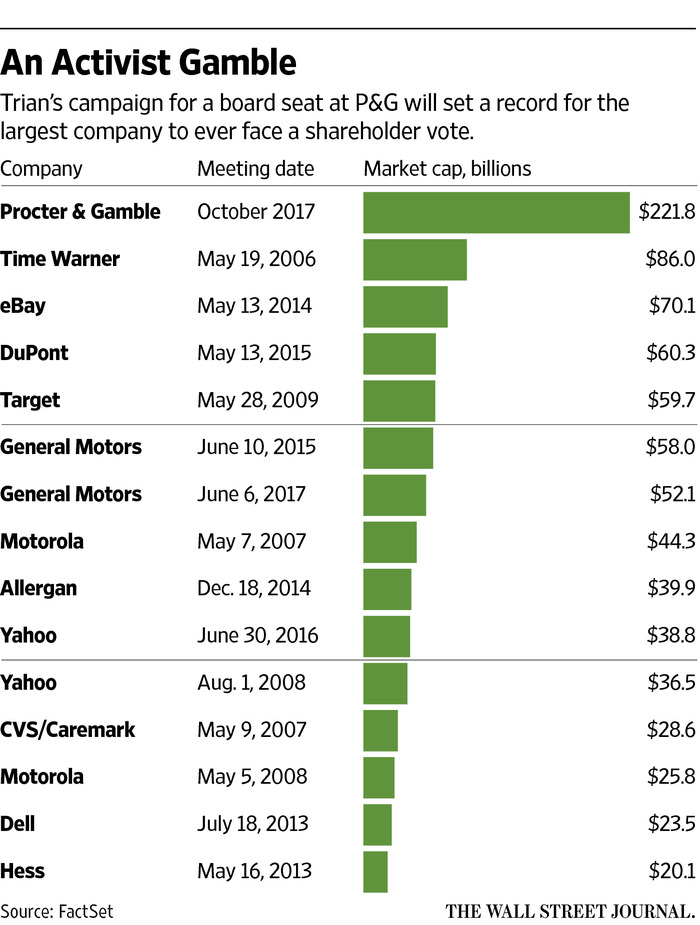 An Activist Gamble
Trian's campaign for a board seat at P&G will set a record for the
largest company to ever face a shareholder vote.
Company Meeting date Market cap, billions
Procter & Gamble October 2017 $221.8
Time Warner May 19, 2006 $86.0
eBay May 13, 2014 $70.1
DuPont May 13, 2015 $60.3
Target May 28, 2009 $59.7
General Motors June 10, 2015 $58.0
General Motors June 6, 2017 $52.1
Motorola May 7, 2007 $44.3
Allergan Dec. 18, 2014 $39.9
Yahoo June 30, 2016 $38.8
Yahoo Aug. 1, 2008 $36.5
CVS/Caremark May 9, 2007 $28.6
Motorola May 5, 2008 $25.8
Dell July 18, 2013 $23.5
Hess May 16, 2013 $20.1
Source: FactSet THE WALL STREET JOURNAL.